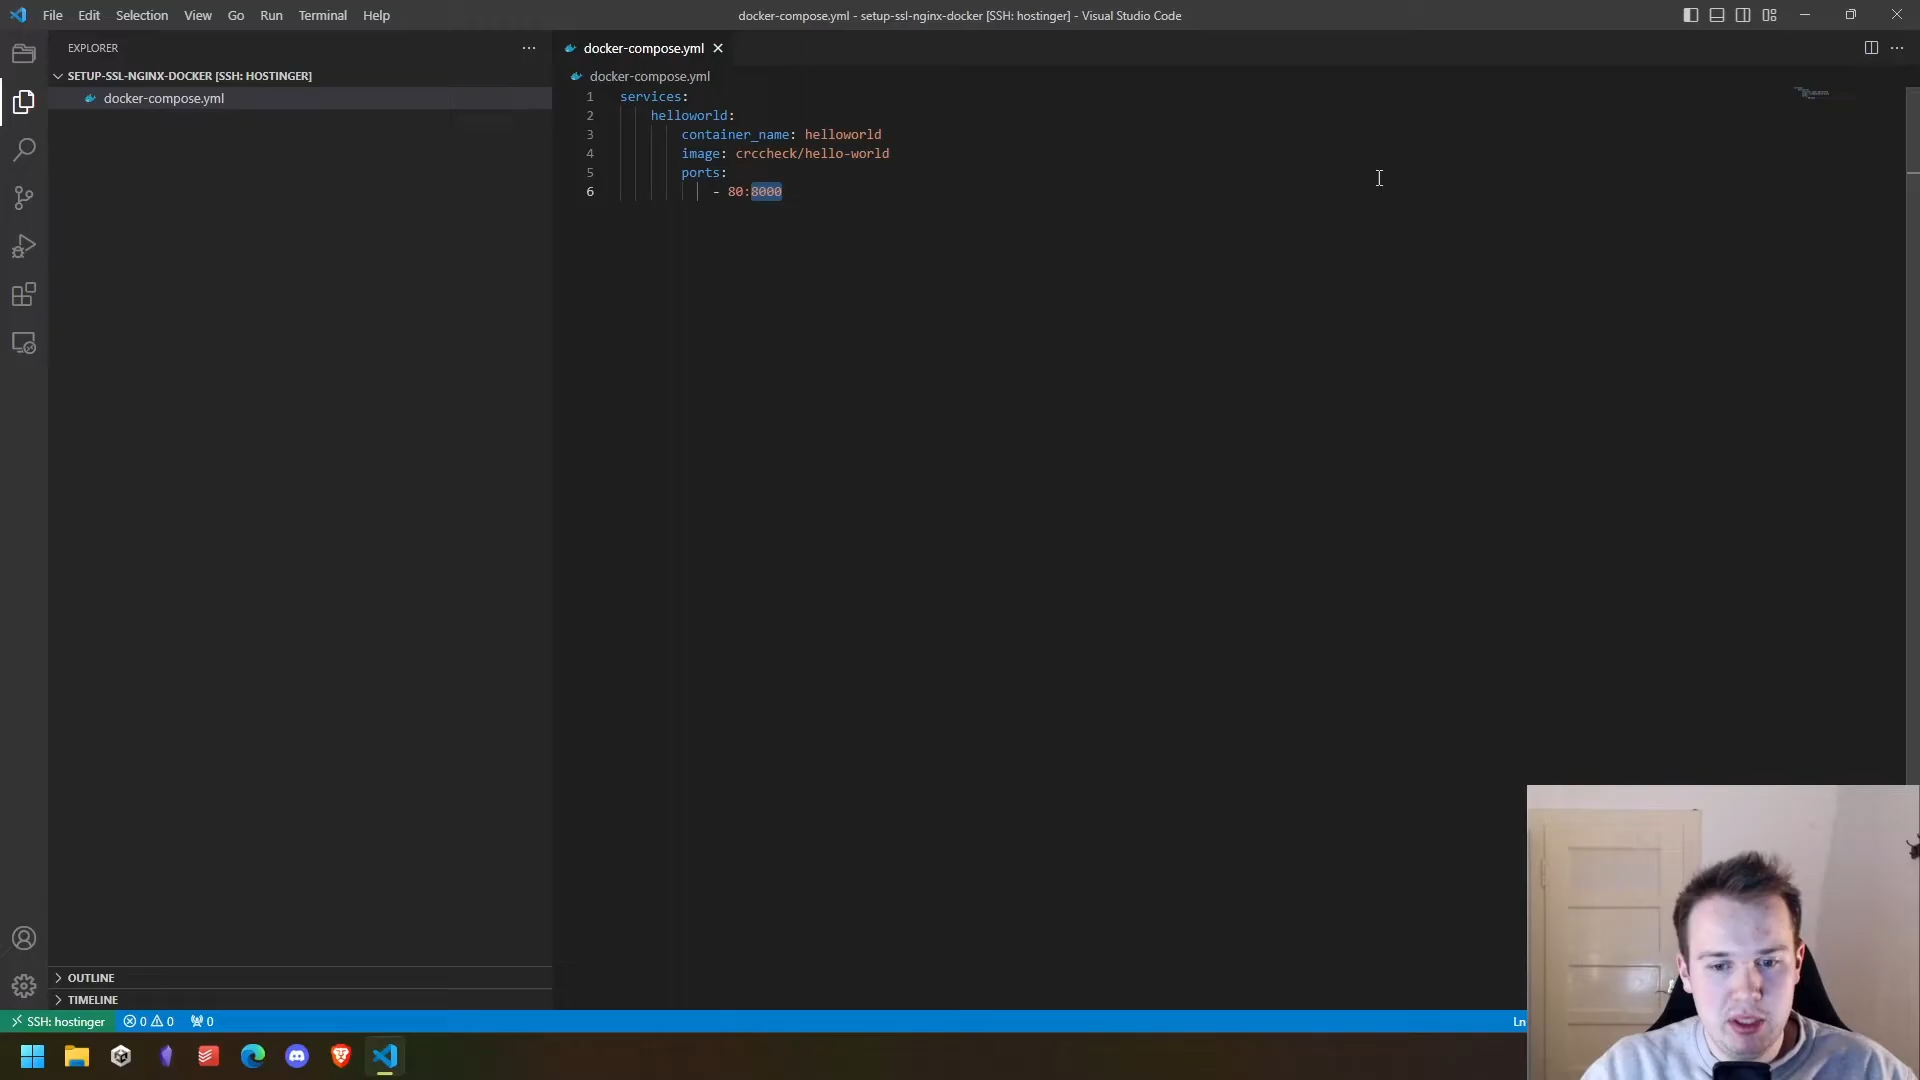 File Edit Selection View Go Run Terminal Help
docker-compose.yml - setup-ssl-nginx-docker [SSH: hostinger] - Visual Studio Code
EXPLORER
SETUP-SSL-NGINX-DOCKER [SSH: HOSTINGER]
docker-compose.yml
docker-compose.yml
docker-compose.yml
1 services:
2 helloworld:
3 container_name: helloworld
4 image: crccheck/hello-world
5 ports:
6 - 80:8000
OUTLINE
TIMELINE
SSH: hostinger 0 0 0
Ln